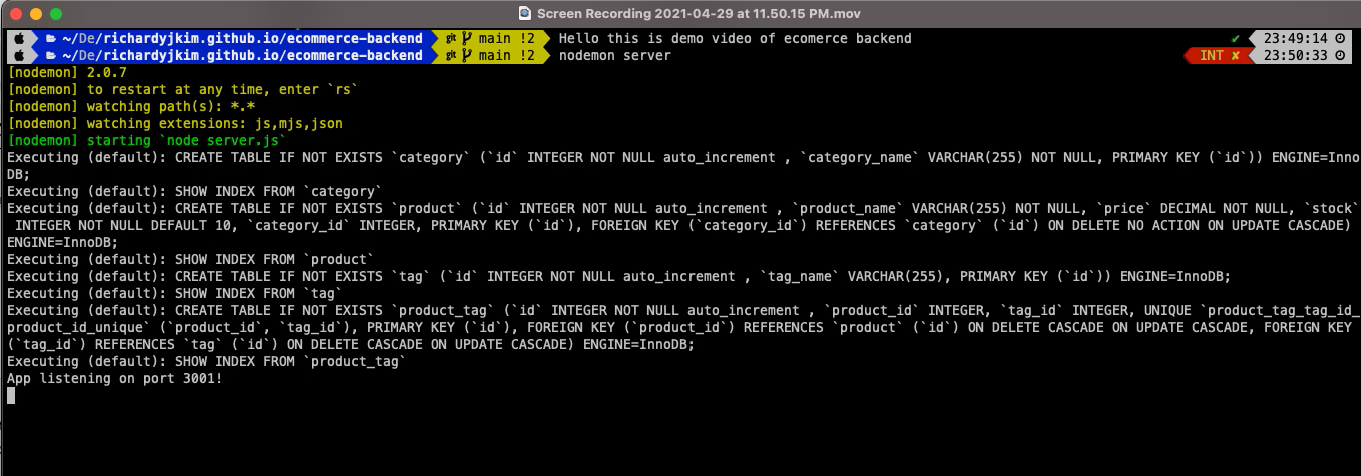 Screen Recording 2021-04-29 at 11.50.15 PM.mov
~/De/richardyjkim.github.io/ecommerce-backend git main !2 Hello this is demo video of ecomerce backend ✔ 23:49:14
~/De/richardyjkim.github.io/ecommerce-backend git main !2 nodemon server INT ✘ 23:50:33
[nodemon] 2.0.7
[nodemon] to restart at any time, enter `rs`
[nodemon] watching path(s): *.*
[nodemon] watching extensions: js,mjs,json
[nodemon] starting `node server.js`
Executing (default): CREATE TABLE IF NOT EXISTS `category` (`id` INTEGER NOT NULL auto_increment , `category_name` VARCHAR(255) NOT NULL, PRIMARY KEY (`id`)) ENGINE=Inno
DB;
Executing (default): SHOW INDEX FROM `category`
Executing (default): CREATE TABLE IF NOT EXISTS `product` (`id` INTEGER NOT NULL auto_increment , `product_name` VARCHAR(255) NOT NULL, `price` DECIMAL NOT NULL, `stock`
INTEGER NOT NULL DEFAULT 10, `category_id` INTEGER, PRIMARY KEY (`id`), FOREIGN KEY (`category_id`) REFERENCES `category` (`id`) ON DELETE NO ACTION ON UPDATE CASCADE)
ENGINE=InnoDB;
Executing (default): SHOW INDEX FROM `product`
Executing (default): CREATE TABLE IF NOT EXISTS `tag` (`id` INTEGER NOT NULL auto_increment , `tag_name` VARCHAR(255), PRIMARY KEY (`id`)) ENGINE=InnoDB;
Executing (default): SHOW INDEX FROM `tag`
Executing (default): CREATE TABLE IF NOT EXISTS `product_tag` (`id` INTEGER NOT NULL auto_increment , `product_id` INTEGER, `tag_id` INTEGER, UNIQUE `product_tag_tag_id_
product_id_unique` (`product_id`, `tag_id`), PRIMARY KEY (`id`), FOREIGN KEY (`product_id`) REFERENCES `product` (`id`) ON DELETE CASCADE ON UPDATE CASCADE, FOREIGN KEY
(`tag_id`) REFERENCES `tag` (`id`) ON DELETE CASCADE ON UPDATE CASCADE) ENGINE=InnoDB;
Executing (default): SHOW INDEX FROM `product_tag`
App listening on port 3001!